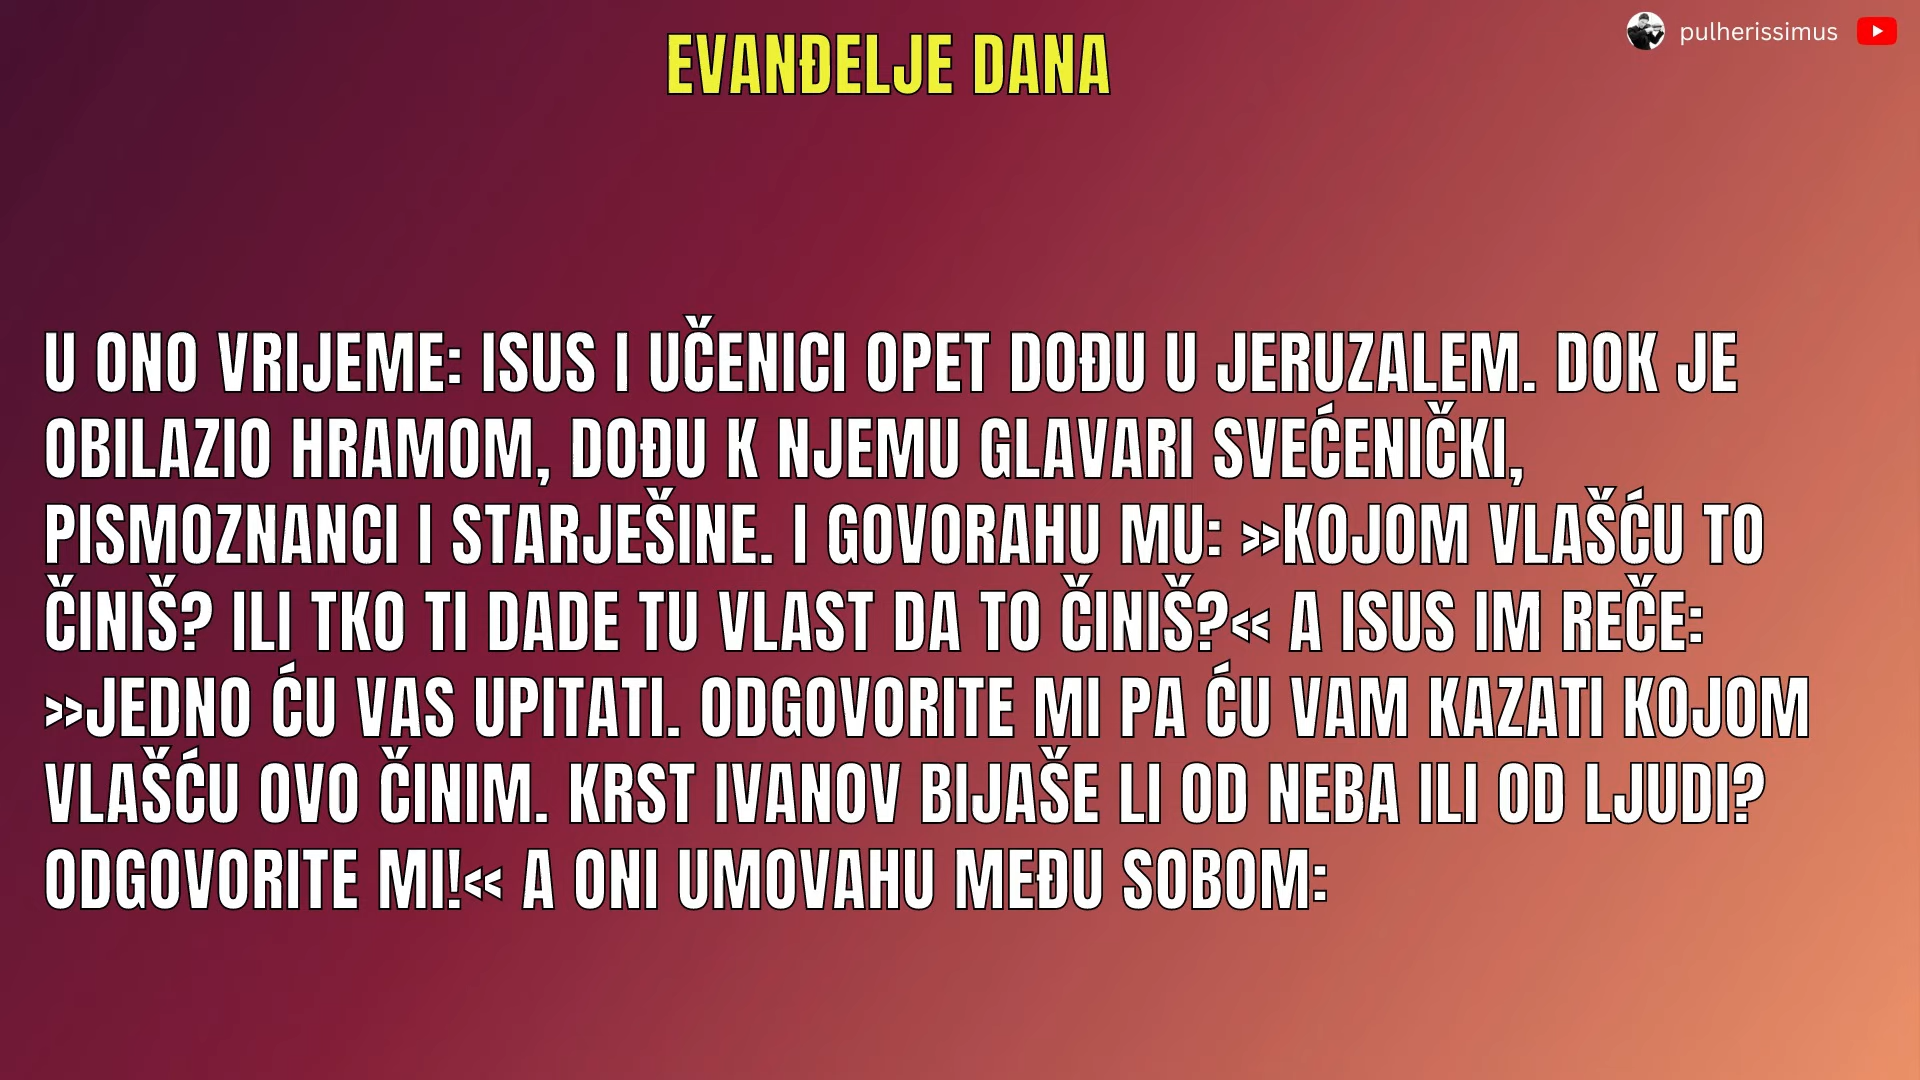 EVANĐELJE DANA
pulherissimus
U ONO VRIJEME: ISUS I UČENICI OPET DOĐU U JERUZALEM. DOK JE
OBILAZIO HRAMOM, DOĐU K NJEMU GLAVARI SVEĆENIČKI,
PISMOZNANCI I STARJEŠINE. I GOVORAHU MU: »KOJOM VLAŠĆU TO
ČINIŠ? ILI TKO TI DADE TU VLAST DA TO ČINIŠ?« A ISUS IM REČE:
»JEDNO ĆU VAS UPITATI. ODGOVORITE MI PA ĆU VAM KAZATI KOJOM
VLAŠĆU OVO ČINIM. KRST IVANOV BIJAŠE LI OD NEBA ILI OD LJUDI?
ODGOVORITE MI!« A ONI UMOVAHU MEĐU SOBOM: